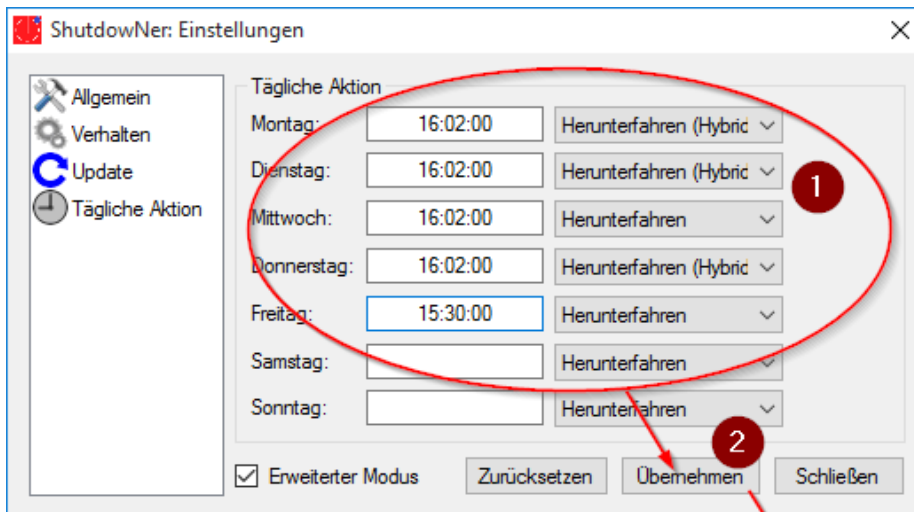 ShutdowNer: Einstellungen
Allgemein
Verhalten
Update
Tägliche Aktion
Tägliche Aktion
Montag: 16:02:00 Herunterfahren (Hybrid
Dienstag: 16:02:00 Herunterfahren (Hybrid
1
Mittwoch: 16:02:00 Herunterfahren
Donnerstag: 16:02:00 Herunterfahren (Hybrid
Freitag: 15:30:00 Herunterfahren
Samstag: Herunterfahren
Sonntag: Herunterfahren
2
Erweiterter Modus Zurücksetzen Übernehmen Schließen